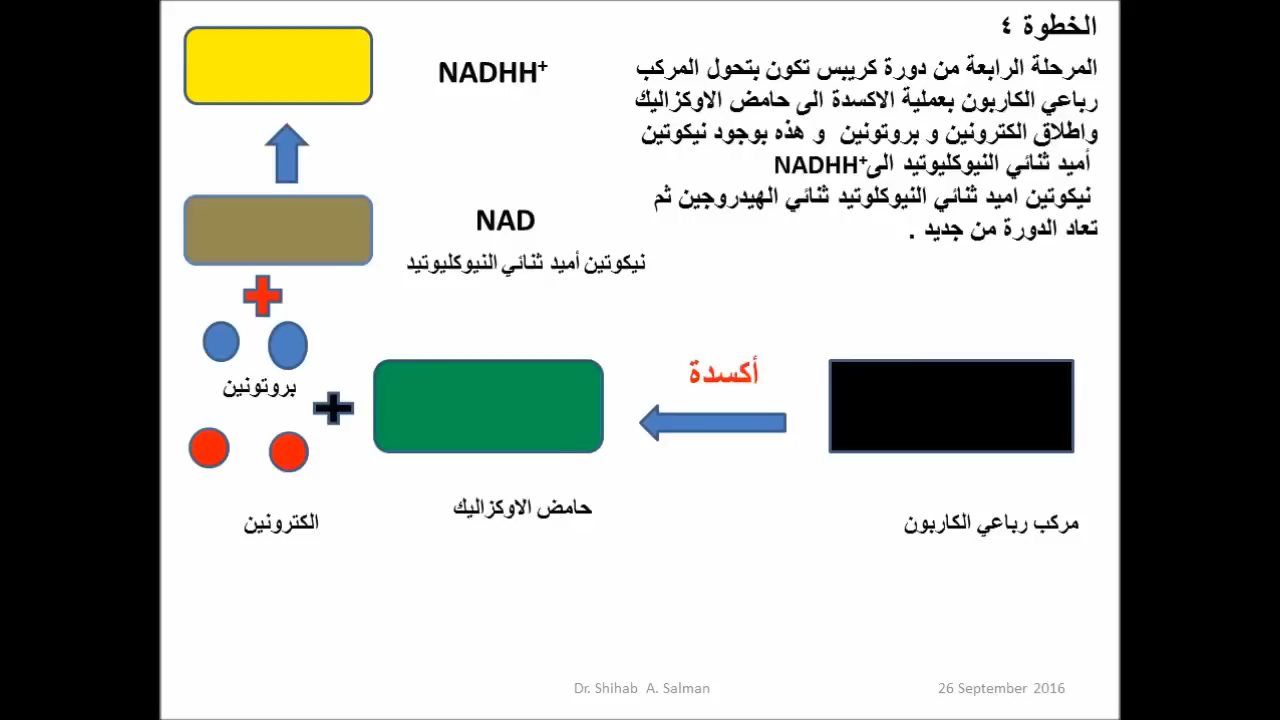 الخطوة ٤
المرحلة الرابعة من دورة كريبس تكون بتحول المركب
رباعي الكاربون بعملية الاكسدة الى حامض الاوكزاليك
واطلاق الكترونين و بروتونين و هذه بوجود نيكوتين
أميد ثنائي النيوكليوتيد الى NADHH+
نيكوتين اميد ثنائي النيوكلوتيد ثنائي الهيدروجين ثم
تعاد الدورة من جديد .
NADHH+
NAD
نيكوتين أميد ثنائي النيوكليوتيد
أكسدة
بروتونين
حامض الاوكزاليك
الكترونين
مركب رباعي الكاربون
Dr. Shihab A. Salman
26 September 2016